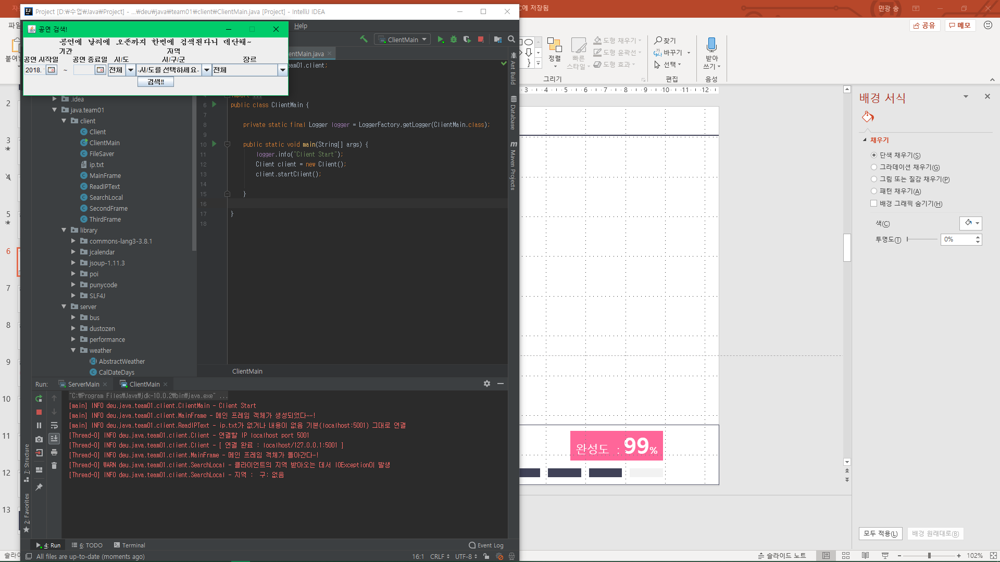 Project [D:₩수업₩Java₩Project] - ...₩deu₩java₩team01₩client₩ClientMain.java [Project] - IntelliJ IDEA
C에 저장됨
민광 송
공연 검색!
Help
공유
메모
공연에 날씨에 오존까지 한번에 검색된다니 대단해~
기간 지역
공연 시작일 공연 종료일 시/도 시/구/군 장르
2018. ~ 전체 -시/도를 선택하세요- 전체
검색!!
ClientMain
ClientMain.java
정렬
빠른 스타일
도형 채우기
도형 윤곽선
도형 효과
그리기
찾기
바꾸기
선택
편집
받아쓰기
음성
.idea
java.team01
client
Client
ClientMain
FileSaver
ip.txt
MainFrame
ReadIPText
SearchLocal
SecondFrame
ThirdFrame
library
commons-lang3-3.8.1
jcalendar
jsoup-1.11.3
poi
punycode
SLF4J
server
bus
dustozen
performance
weather
AbstractWeather
CalDateDays
team01.client;
import ...
6 public class ClientMain {
7
8 private static final Logger logger = LoggerFactory.getLogger(ClientMain.class);
9
10 public static void main(String[] args) {
11 logger.info("Client Start");
12 Client client = new Client();
13 client.startClient();
14
15 }
16
17 }
18
ClientMain
Ant Build
Database
Maven Projects
Run: ServerMain ClientMain
"C:₩Program Files₩Java₩jdk-10.0.2₩bin₩java.exe" ...
[main] INFO deu.java.team01.client.ClientMain - Client Start
[main] INFO deu.java.team01.client.MainFrame - 메인 프레임 객체가 생성되었다~~!
[main] INFO deu.java.team01.client.ReadIPText - ip.txt가 없거나 내용이 없음 기본(localhost:5001) 그대로 연결
[Thread-0] INFO deu.java.team01.client.Client - 연결할 IP localhost port 5001
[Thread-0] INFO deu.java.team01.client.Client - [ 연결 완료 : localhost/127.0.0.1:5001 ]
[Thread-0] INFO deu.java.team01.client.MainFrame - 메인 프레임 객체가 돌아간다~!
[Thread-0] WARN deu.java.team01.client.SearchLocal - 클라이언트의 지역 받아오는 데서 IOException이 발생
[Thread-0] INFO deu.java.team01.client.SearchLocal - 지역 : 구: 없음
7: Structure
2: Favorites
4: Run 6: TODO Terminal Event Log
All files are up-to-date (moments ago) 16:1 CRLF UTF-8
2
3
4
5
6
7
8
9
10
11
12
13
3 4 5 6 7 8 9 10 11 12
완성도 : 99%
배경 서식
채우기
단색 채우기(S)
그라데이션 채우기(G)
그림 또는 질감 채우기(P)
패턴 채우기(A)
배경 그래픽 숨기기(H)
색(C)
투명도(T) 0%
모두 적용(L) 배경 원래대로(B)
슬라이드 노트 102%